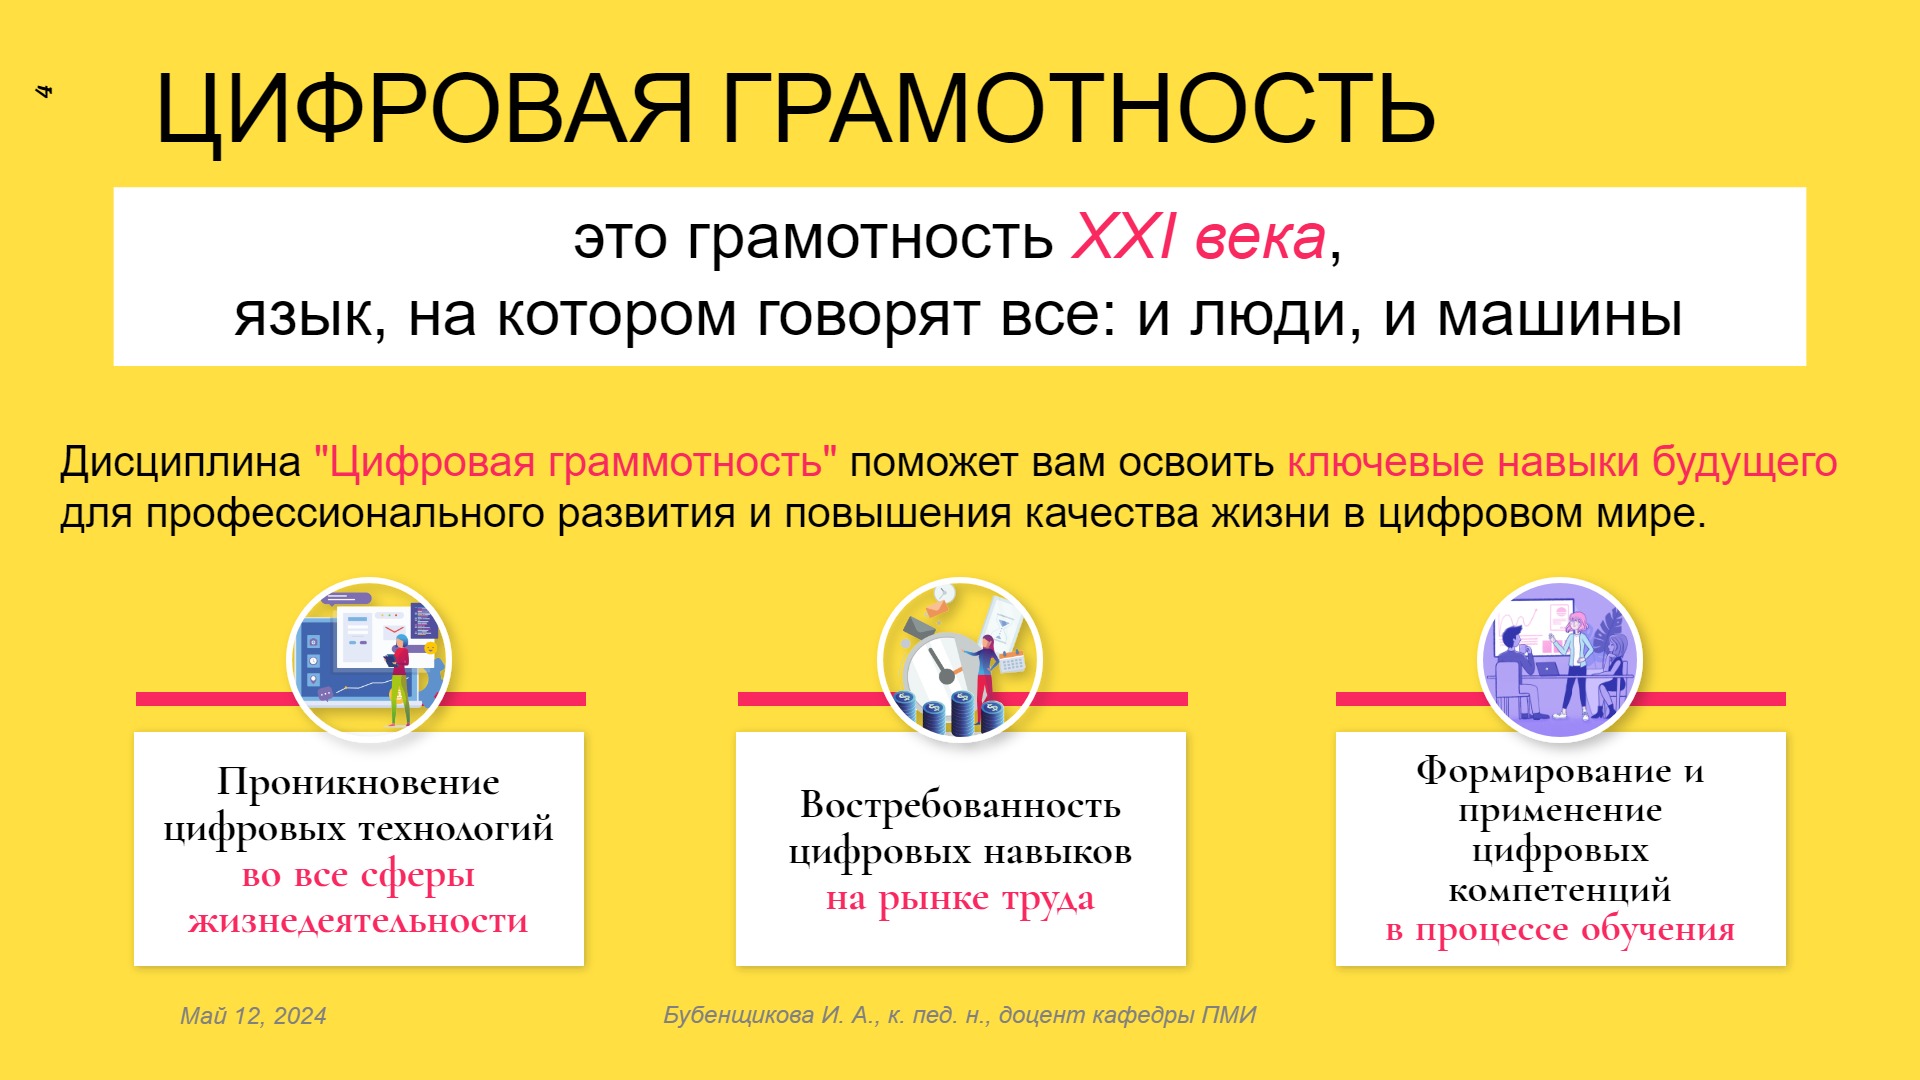 4
ЦИФРОВАЯ ГРАМОТНОСТЬ
это грамотность XXI века,
язык, на котором говорят все: и люди, и машины
Дисциплина "Цифровая граммотность" поможет вам освоить ключевые навыки будущего
для профессионального развития и повышения качества жизни в цифровом мире.
Проникновение
цифровых технологий
во все сферы
жизнедеятельности
Востребованность
цифровых навыков
на рынке труда
Формирование и
применение
цифровых
компетенций
в процессе обучения
Май 12, 2024
Бубенщикова И. А., к. пед. н., доцент кафедры ПМИ